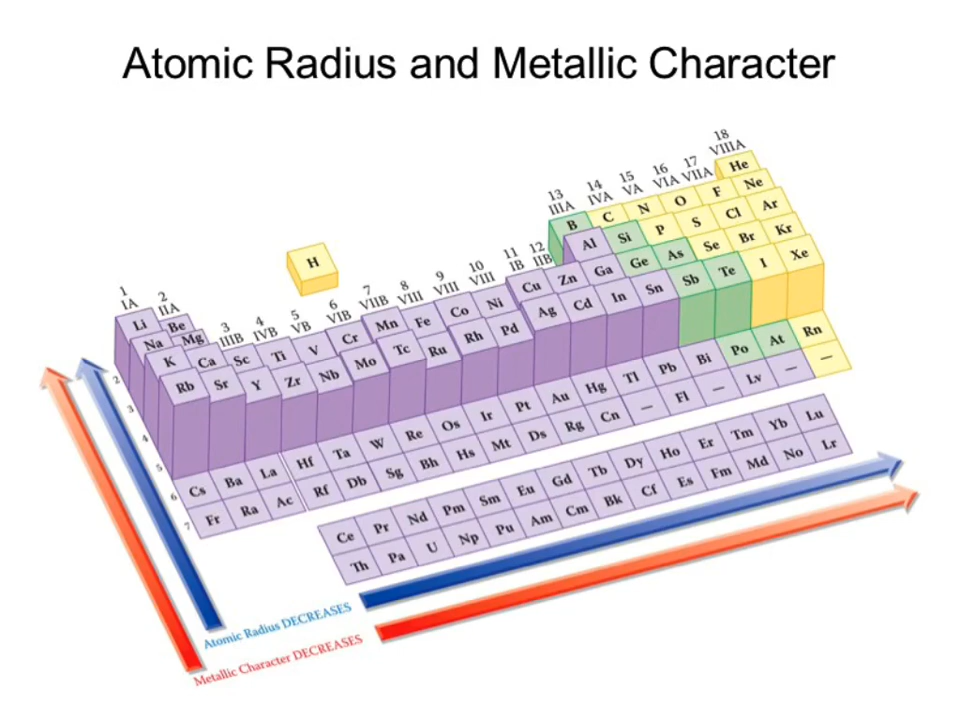 Atomic Radius and Metallic Character
18
VIIIA
13 14 15 16 17
IIIA IVA VA VIA VIIA
He
B C N O F Ne
H
Al Si P S Cl Ar
1 2 3 4 5 6 7 8 9 10 11 12
IA IIA IIIB IVB VB VIB VIIB VIII VIII VIII IB IIB
Li Be
2
Na Mg
3
K Ca Sc Ti V Cr Mn Fe Co Ni Cu Zn Ga Ge As Se Br Kr
4
Rb Sr Y Zr Nb Mo Tc Ru Rh Pd Ag Cd In Sn Sb Te I Xe
5
6 Cs Ba La Hf Ta W Re Os Ir Pt Au Hg Tl Pb Bi Po At Rn
7 Fr Ra Ac Rf Db Sg Bh Hs Mt Ds Rg Cn — Fl — Lv — —
Ce Pr Nd Pm Sm Eu Gd Tb Dy Ho Er Tm Yb Lu
Th Pa U Np Pu Am Cm Bk Cf Es Fm Md No Lr
Atomic Radius DECREASES
Metallic Character DECREASES